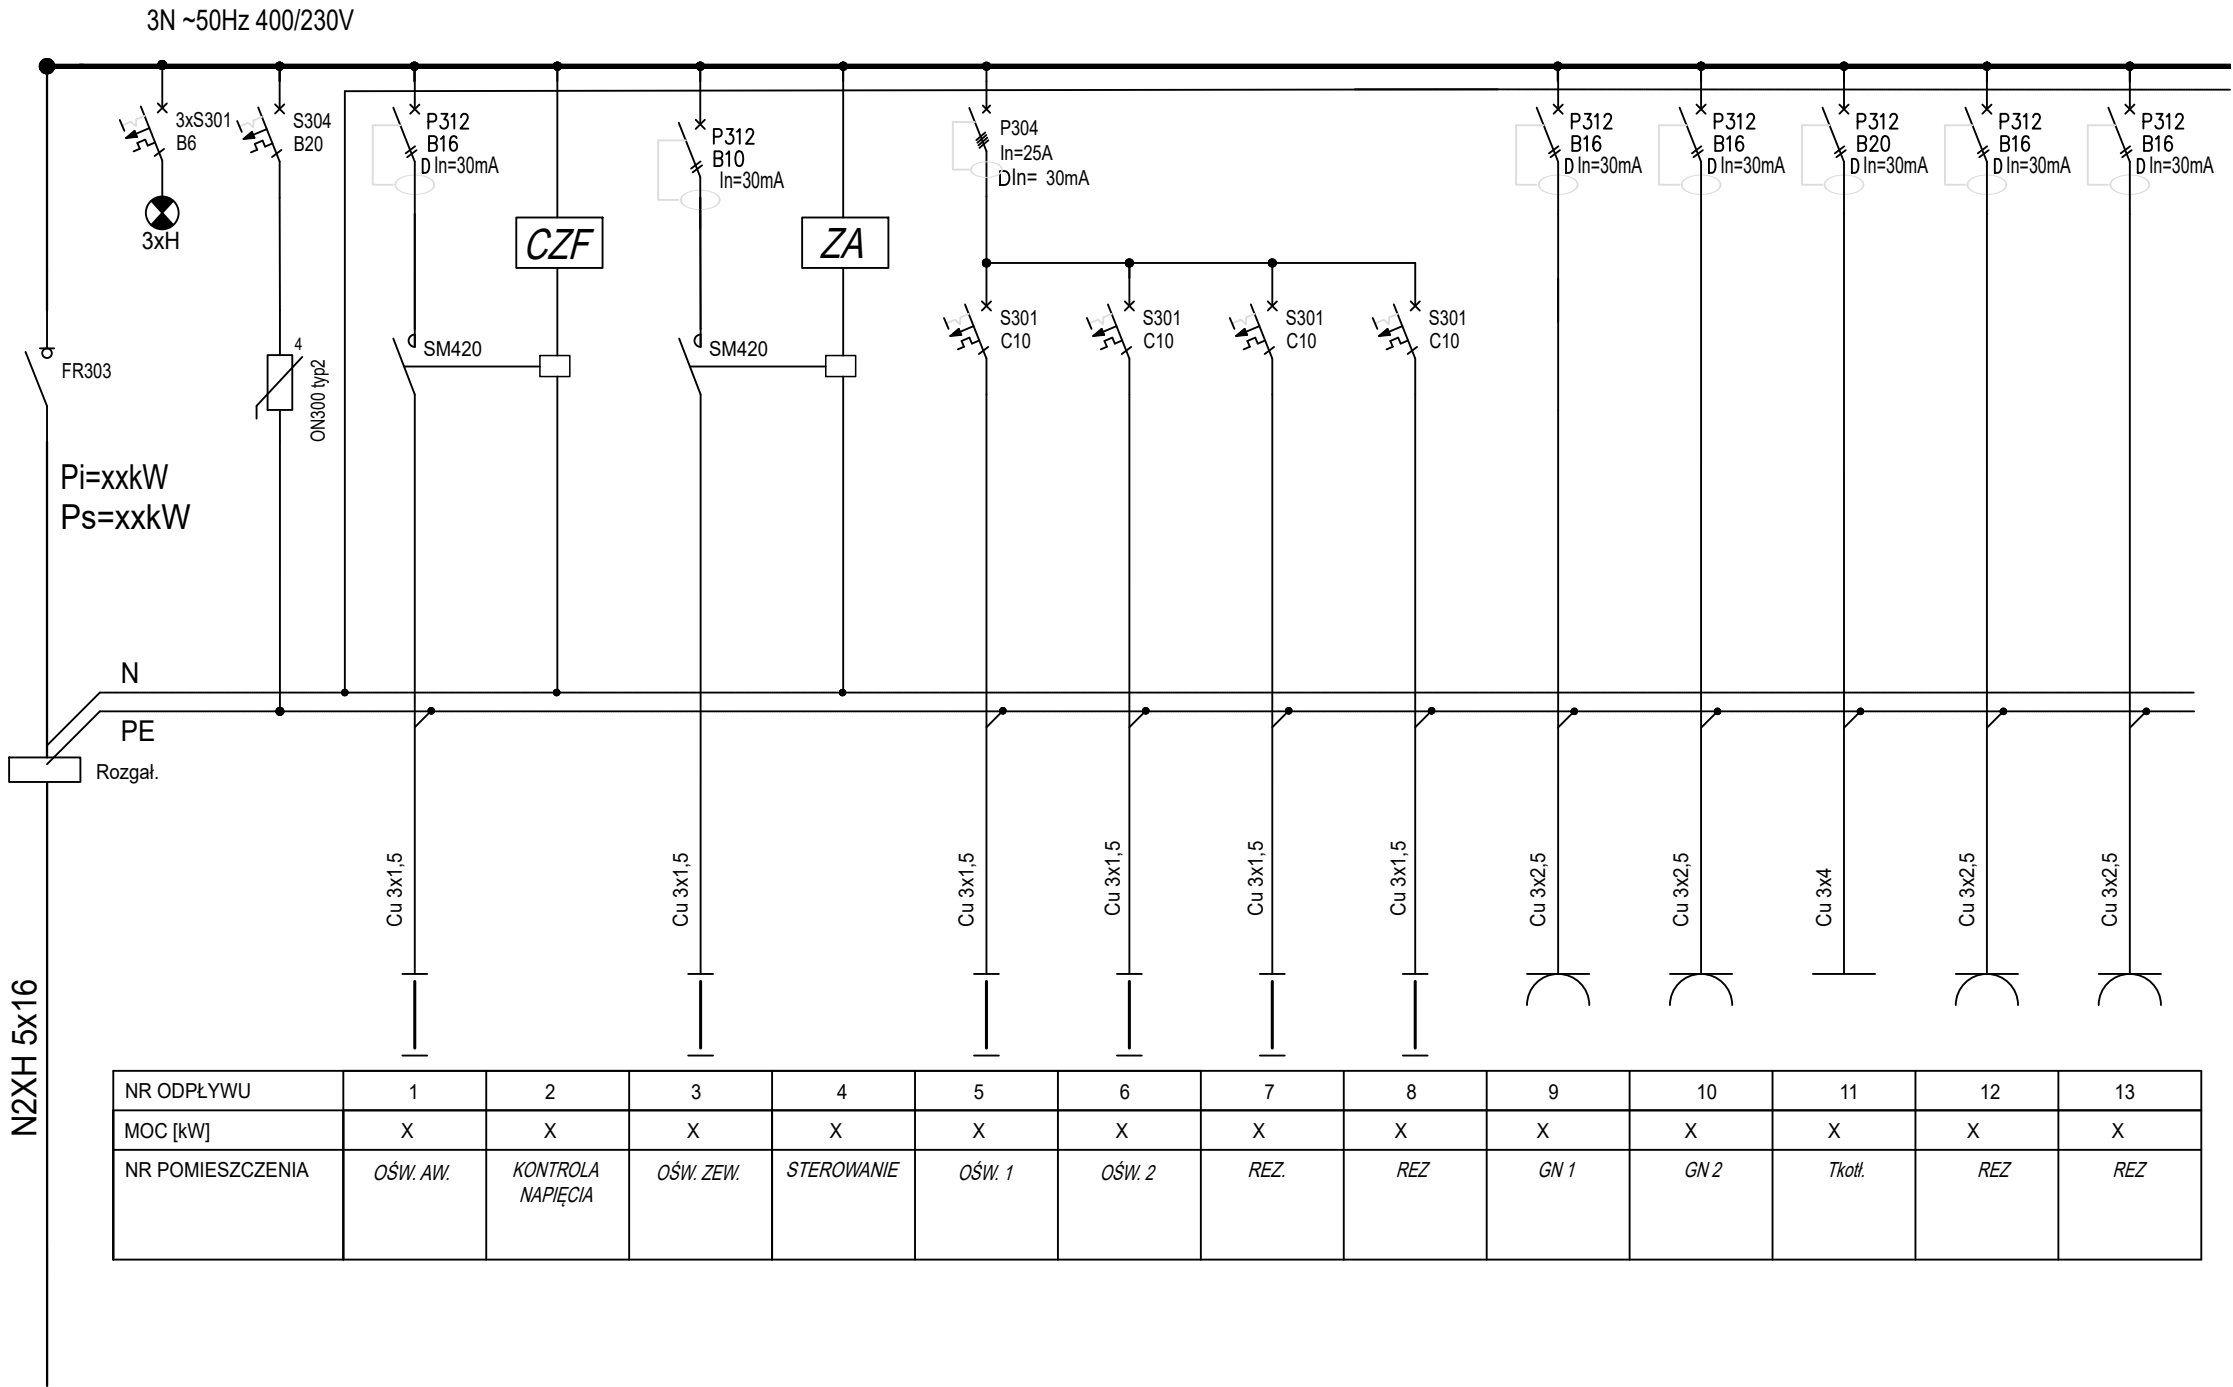 3N ~50Hz 400/230V
3xS301
B6
3xH
S304
B20
P312
B16
D In=30mA
CZF
P312
B10
In=30mA
ZA
P304
In=25A
DIn= 30mA
P312
B16
D In=30mA
P312
B16
D In=30mA
P312
B20
D In=30mA
P312
B16
D In=30mA
P312
B16
D In=30mA
S301
C10
S301
C10
S301
C10
S301
C10
FR303
4
ON300 typ2
SM420
SM420
Pi=xxkW
Ps=xxkW
N
PE
Rozgał.
N2XH 5x16
Cu 3x1,5
Cu 3x1,5
Cu 3x1,5
Cu 3x1,5
Cu 3x1,5
Cu 3x1,5
Cu 3x2,5
Cu 3x2,5
Cu 3x4
Cu 3x2,5
Cu 3x2,5
NR ODPŁYWU 1 2 3 4 5 6 7 8 9 10 11 12 13
MOC [kW] X X X X X X X X X X X X X
NR POMIESZCZENIA OŚW. AW. KONTROLA OŚW. ZEW. STEROWANIE OŚW. 1 OŚW. 2 REZ. REZ GN 1 GN 2 Tkotł. REZ REZ
NAPIĘCIA